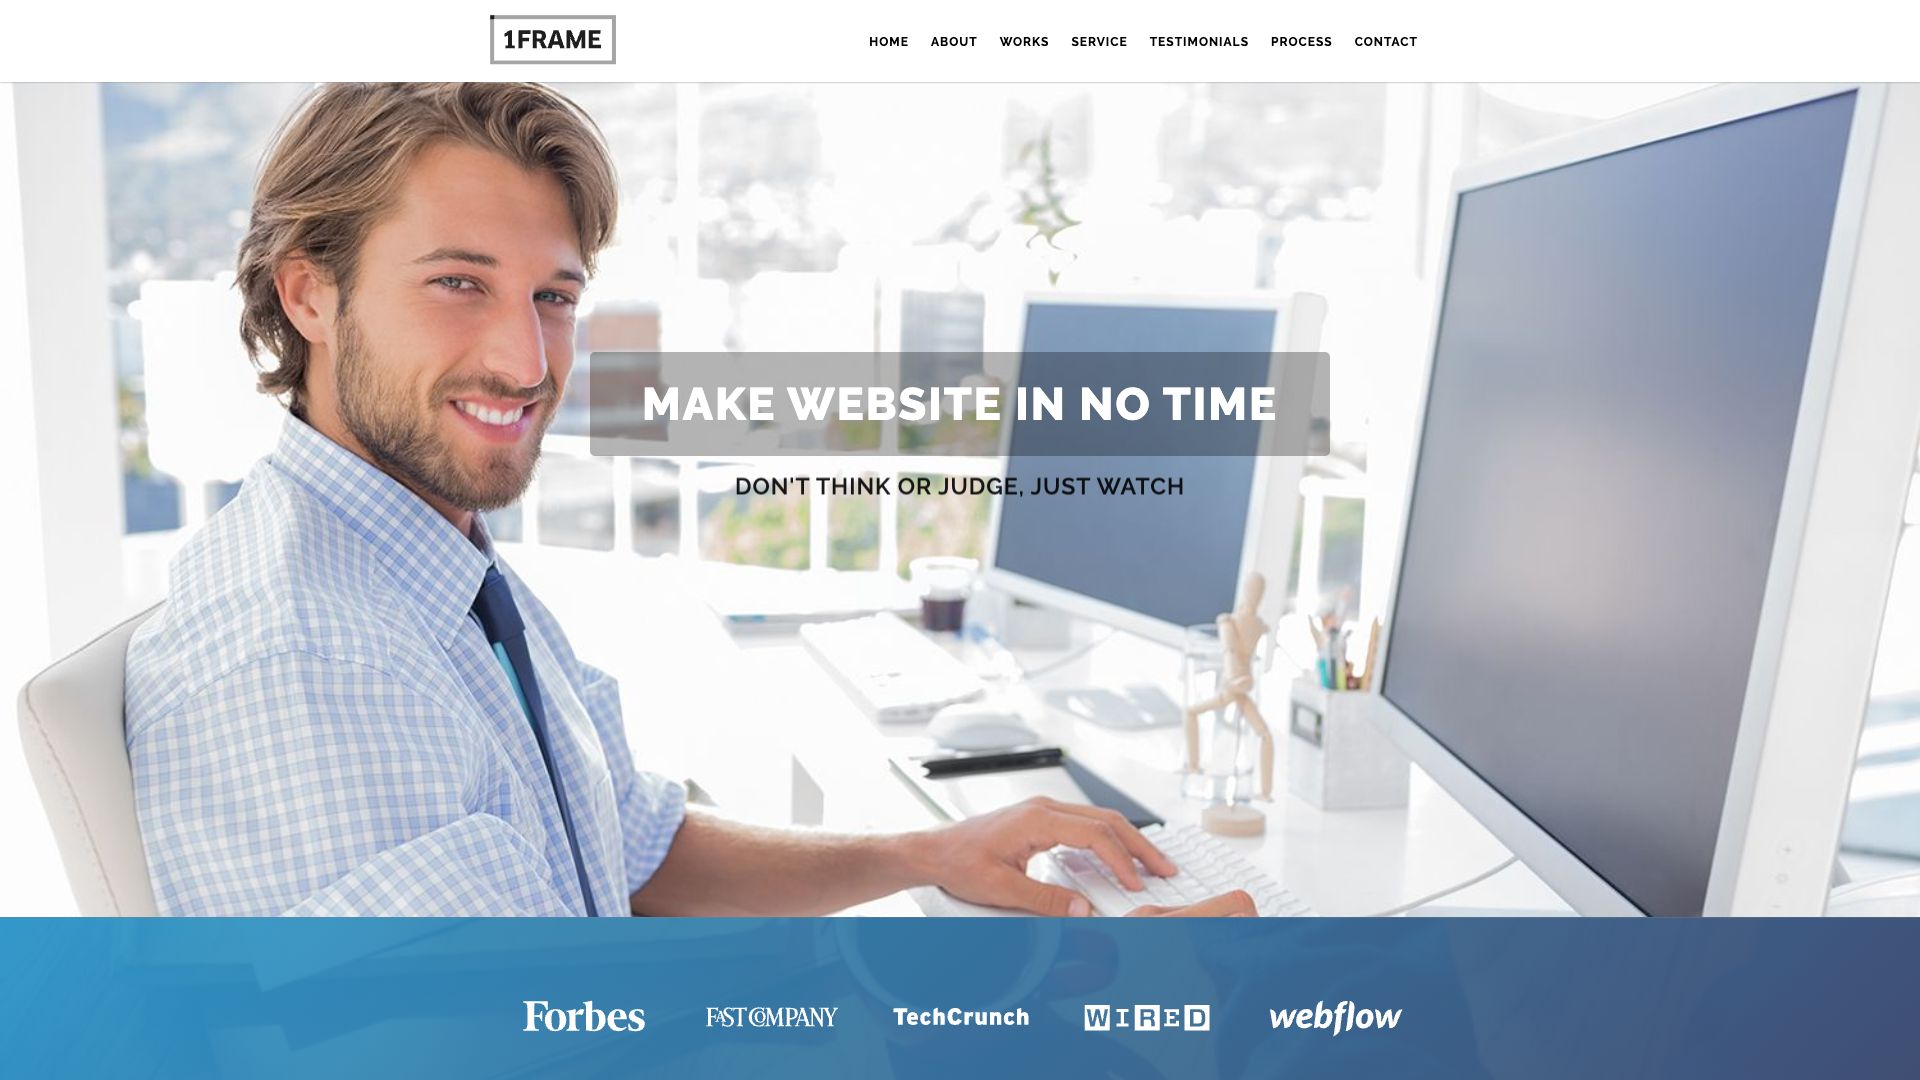 1FRAME
HOME ABOUT WORKS SERVICE TESTIMONIALS PROCESS CONTACT
MAKE WEBSITE IN NO TIME
DON'T THINK OR JUDGE, JUST WATCH
Forbes FAST COMPANY TechCrunch WIRED webflow